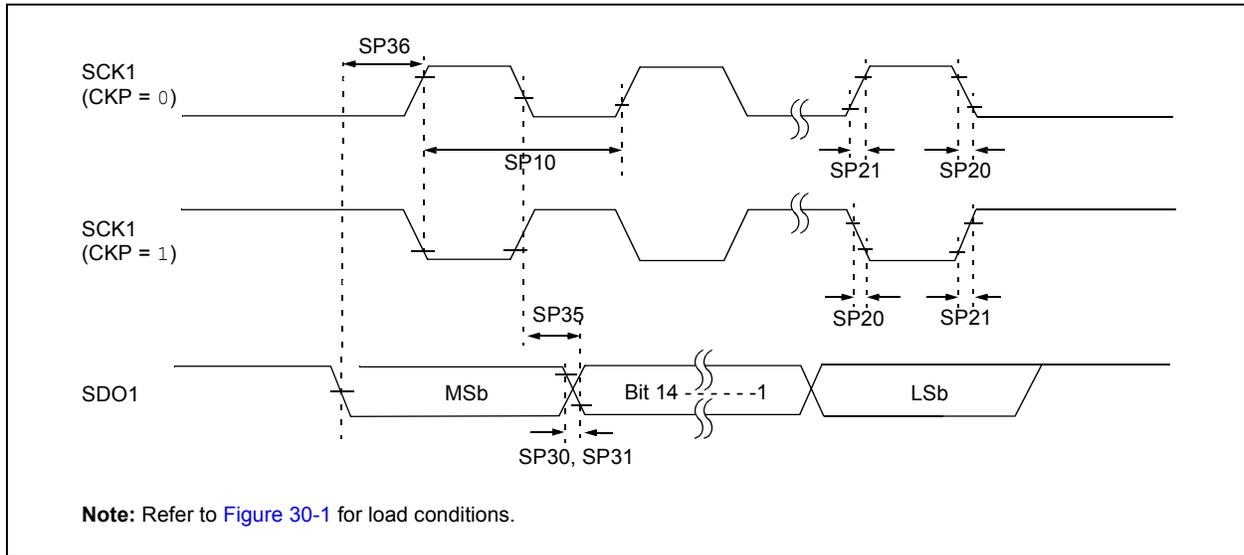 SP36
SCK1
(CKP = 0)
SP10
SP21
SP20
SCK1
(CKP = 1)
SP35
SP20
SP21
SDO1
MSb
Bit 14 - - - - - -1
LSb
SP30, SP31
Note: Refer to Figure 30-1 for load conditions.